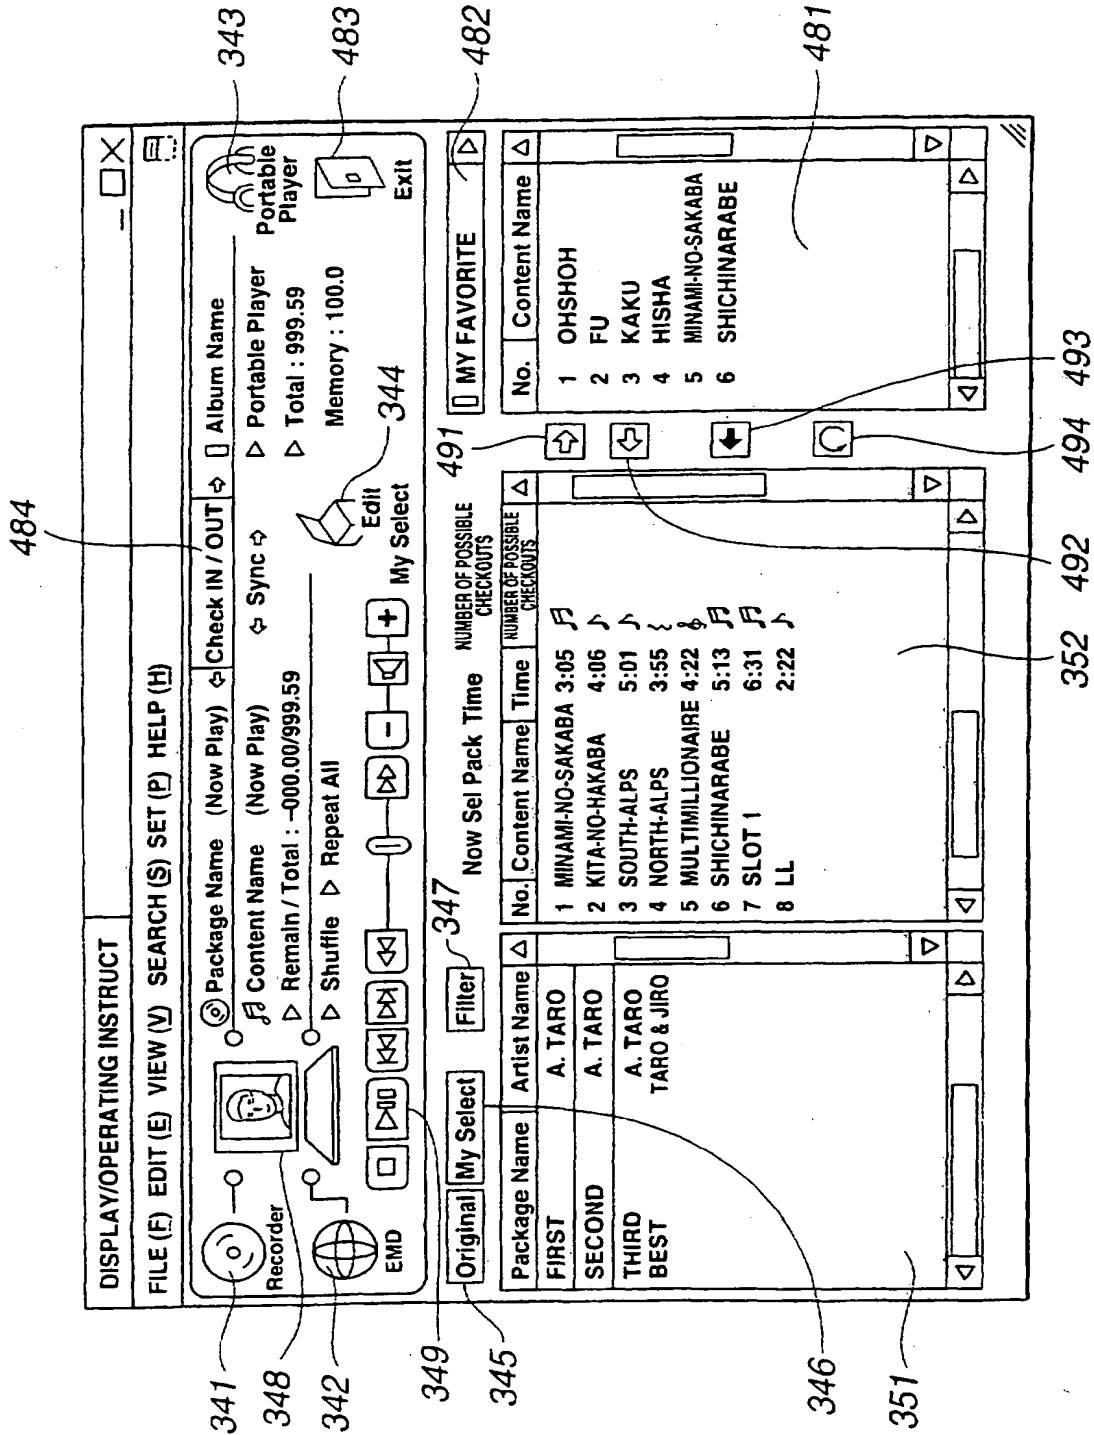 484
DISPLAY/OPERATING INSTRUCT
FILE (F) EDIT (E) VIEW (V) SEARCH (S) SET (P) HELP (H)
341
Recorder
348
342
EMD
349
Package Name (Now Play)
Check IN / OUT
Album Name
Content Name (Now Play)
Sync
Portable Player
Remain / Total : -000.00/999.59
Total : 999.59
Shuffle
Repeat All
Memory : 100.0
Edit
My Select
344
Portable
Player
343
Exit
483
345
Original
My Select
Filter
347
Now Sel Pack Time
NUMBER OF POSSIBLE
CHECKOUTS
491
MY FAVORITE
482
Package Name Artist Name
FIRST A. TARO
SECOND A. TARO
THIRD A. TARO
BEST TARO & JIRO
No. Content Name Time NUMBER OF POSSIBLE
CHECKOUTS
1 MINAMI-NO-SAKABA 3:05
2 KITA-NO-HAKABA 4:06
3 SOUTH-ALPS 5:01
4 NORTH-ALPS 3:55
5 MULTIMILLIONAIRE 4:22
6 SHICHINARABE 5:13
7 SLOT 1 6:31
8 LL 2:22
No. Content Name
1 OHSHOH
2 FU
3 KAKU
4 HISHA
5 MINAMI-NO-SAKABA
6 SHICHINARABE
481
351
346
352
492
494
493